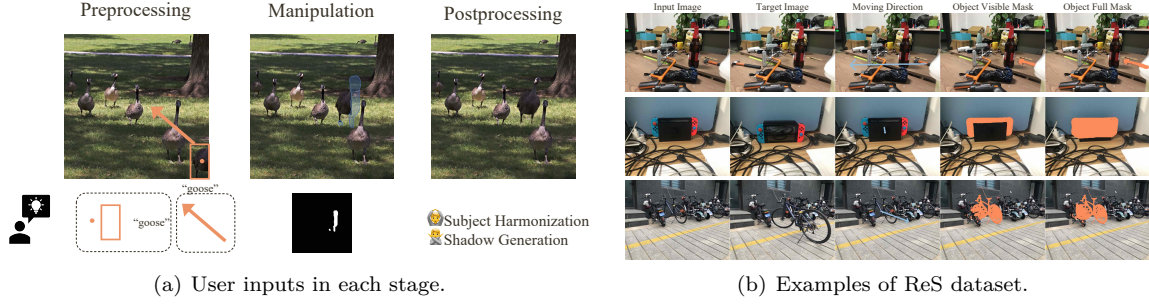 Preprocessing
Manipulation
Postprocessing
"goose"
"goose"
Subject Harmonization
Shadow Generation
(a) User inputs in each stage.
Input Image
Target Image
Moving Direction
Object Visible Mask
Object Full Mask
(b) Examples of ReS dataset.